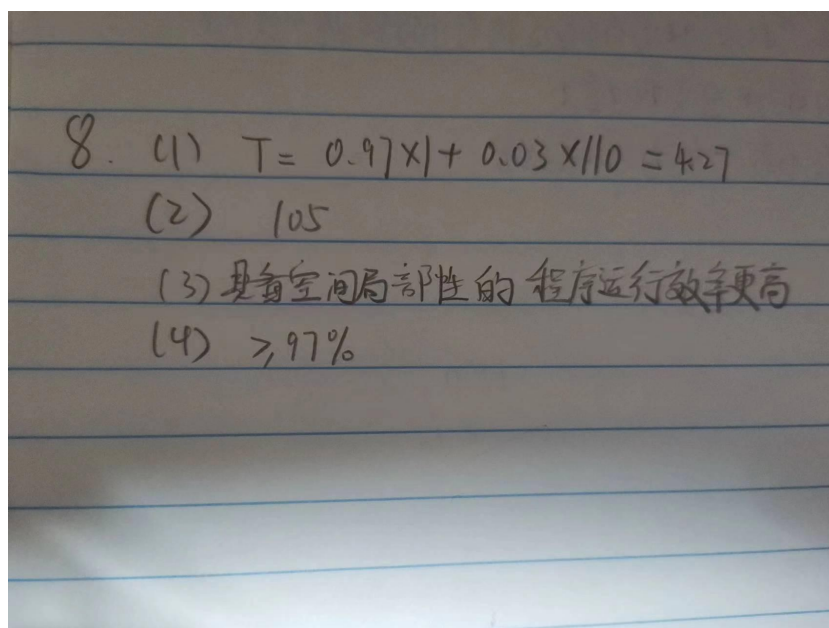 8. (1) T = 0.97×1+ 0.03×110 = 4.27
(2) 105
(3) 具备空间局部性的程序运行效率更高
(4) ≥97%